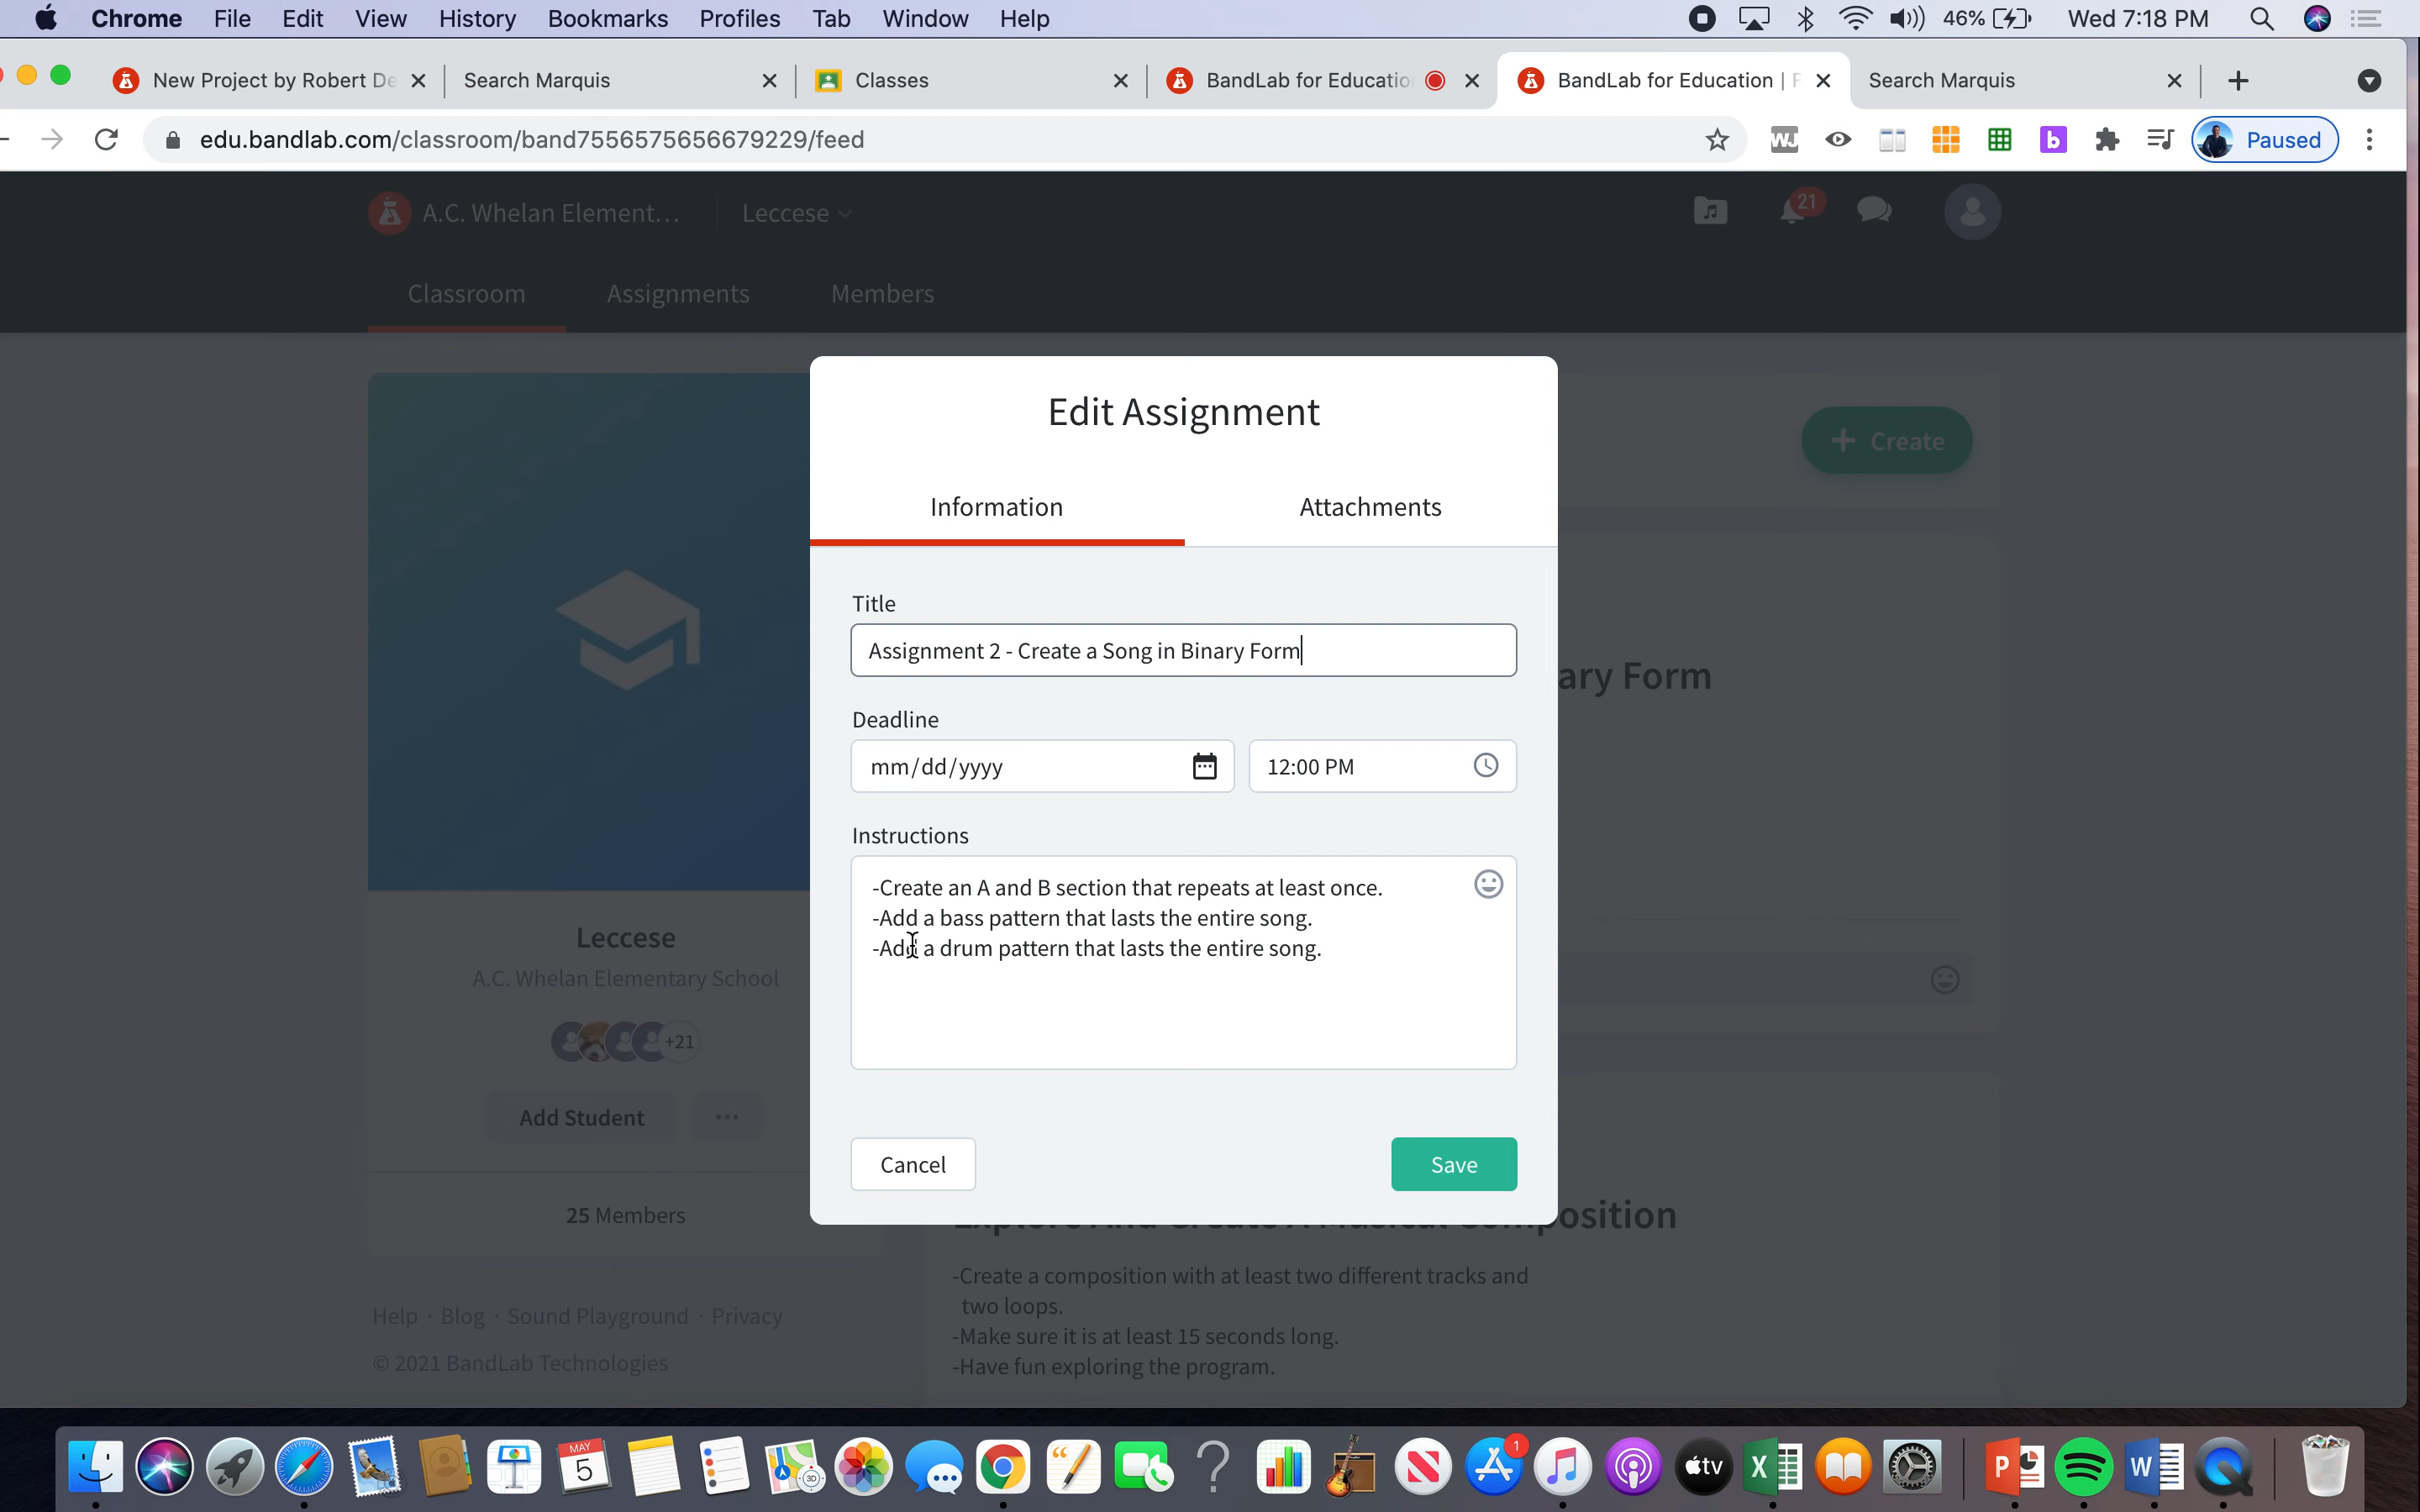 Chrome File Edit View History Bookmarks Profiles Tab Window Help 46% Wed 7:18 PM
New Project by Robert De Search Marquis Classes BandLab for Educatio BandLab for Education | Search Marquis
edu.bandlab.com/classroom/band7556575656679229/feed Paused
A.C. Whelan Element... Leccese 21
Classroom Assignments Members
Edit Assignment
Create
Information Attachments
Title
Assignment 2 - Create a Song in Binary Form
ary Form
Deadline
mm/dd/yyyy 12:00 PM
Instructions
-Create an A and B section that repeats at least once.
-Add a bass pattern that lasts the entire song.
-Add a drum pattern that lasts the entire song.
Leccese
A.C. Whelan Elementary School
+21
Add Student
Cancel Save
25 Members
position
-Create a composition with at least two different tracks and
two loops.
-Make sure it is at least 15 seconds long.
-Have fun exploring the program.
Help · Blog · Sound Playground · Privacy
© 2021 BandLab Technologies
MAY
5
3D
1
tv
X
P
W